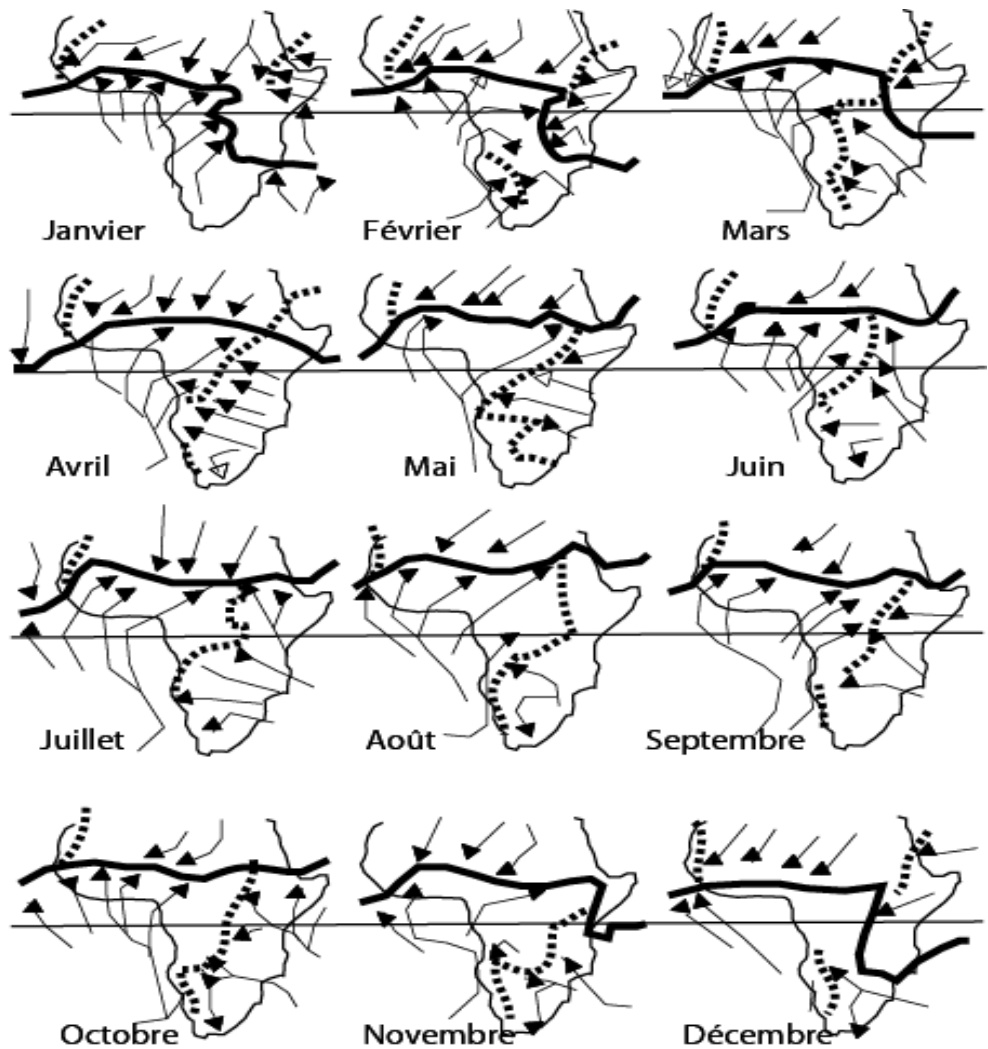 Janvier
Février
Mars
Avril
Mai
Juin
Juillet
Août
Septembre
Octobre
Novembre
Décembre